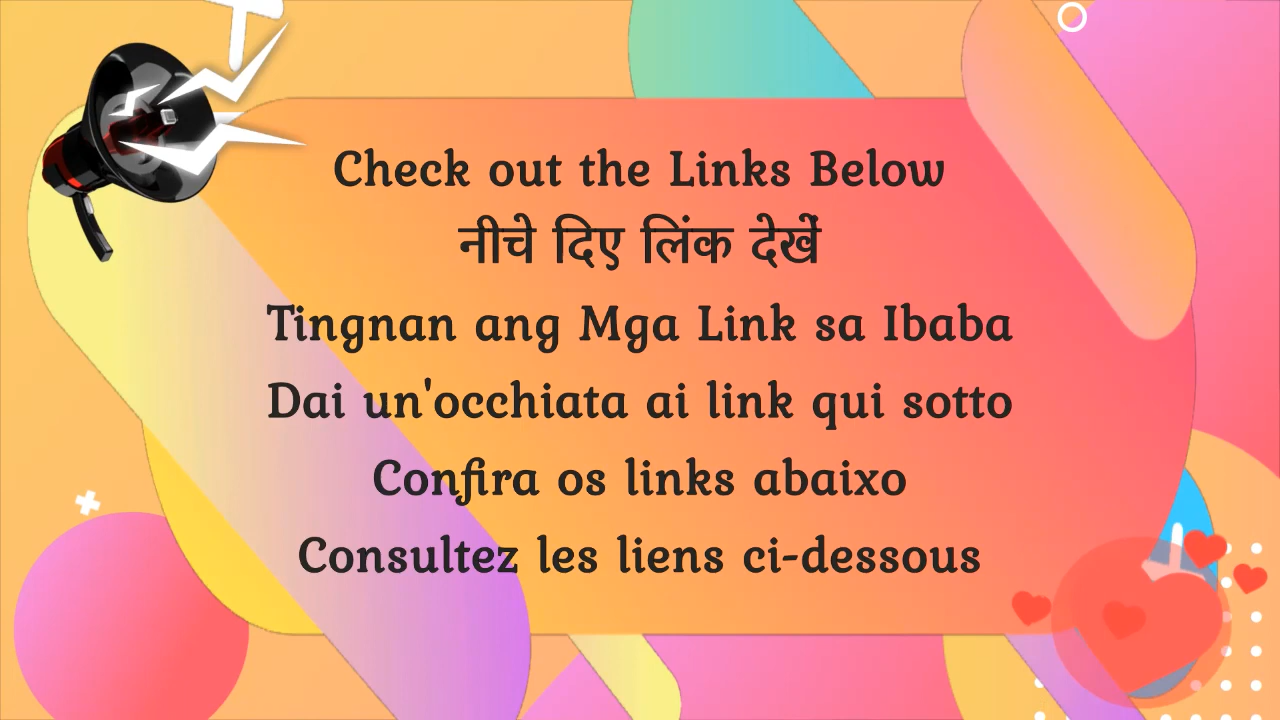 Check out the Links Below
नीचे दिए लिंक देखें
Tingnan ang Mga Link sa Ibaba
Dai un'occhiata ai link qui sotto
Confira os links abaixo
Consultez les liens ci-dessous